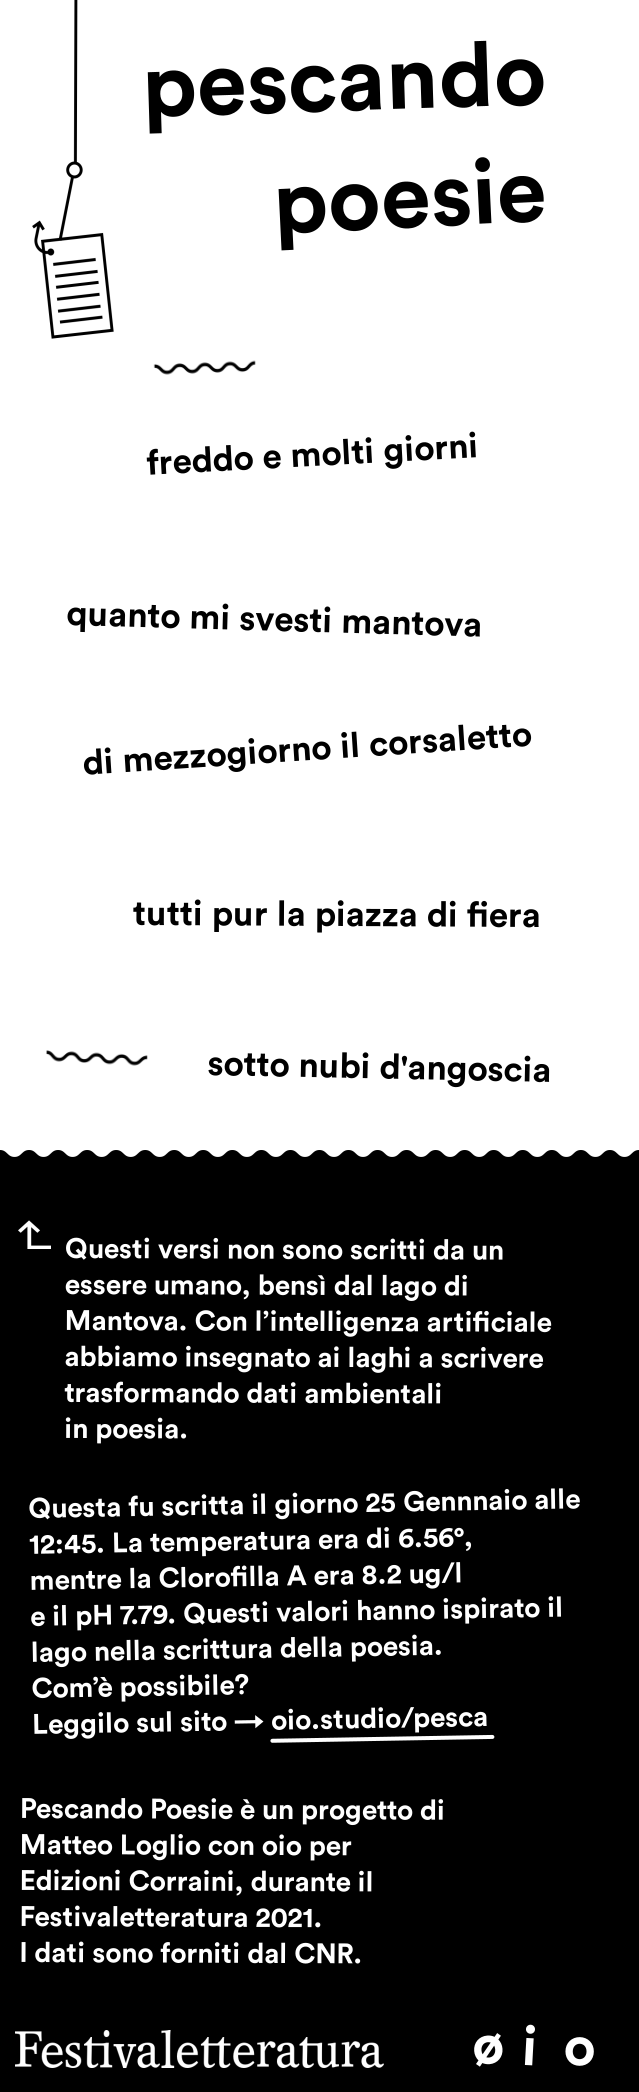 pescando
poesie
freddo e molti giorni
quanto mi svesti mantova
di mezzogiorno il corsaletto
tutti pur la piazza di fiera
sotto nubi d'angoscia
Questi versi non sono scritti da un
essere umano, bensì dal lago di
Mantova. Con l’intelligenza artificiale
abbiamo insegnato ai laghi a scrivere
trasformando dati ambientali
in poesia.
Questa fu scritta il giorno 25 Gennnaio alle
12:45. La temperatura era di 6.56°,
mentre la Clorofilla A era 8.2 ug/l
e il pH 7.79. Questi valori hanno ispirato il
lago nella scrittura della poesia.
Com’è possibile?
Leggilo sul sito → oio.studio/pesca
Pescando Poesie è un progetto di
Matteo Loglio con oio per
Edizioni Corraini, durante il
Festivaletteratura 2021.
I dati sono forniti dal CNR.
Festivaletteratura ø i o